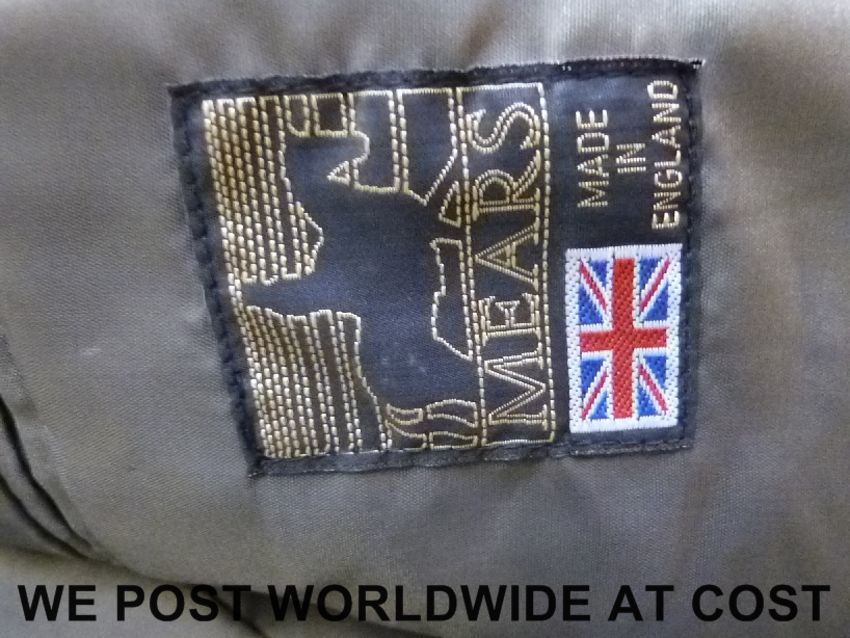 MEARS
MADE
IN
ENGLAND
WE POST WORLDWIDE AT COST